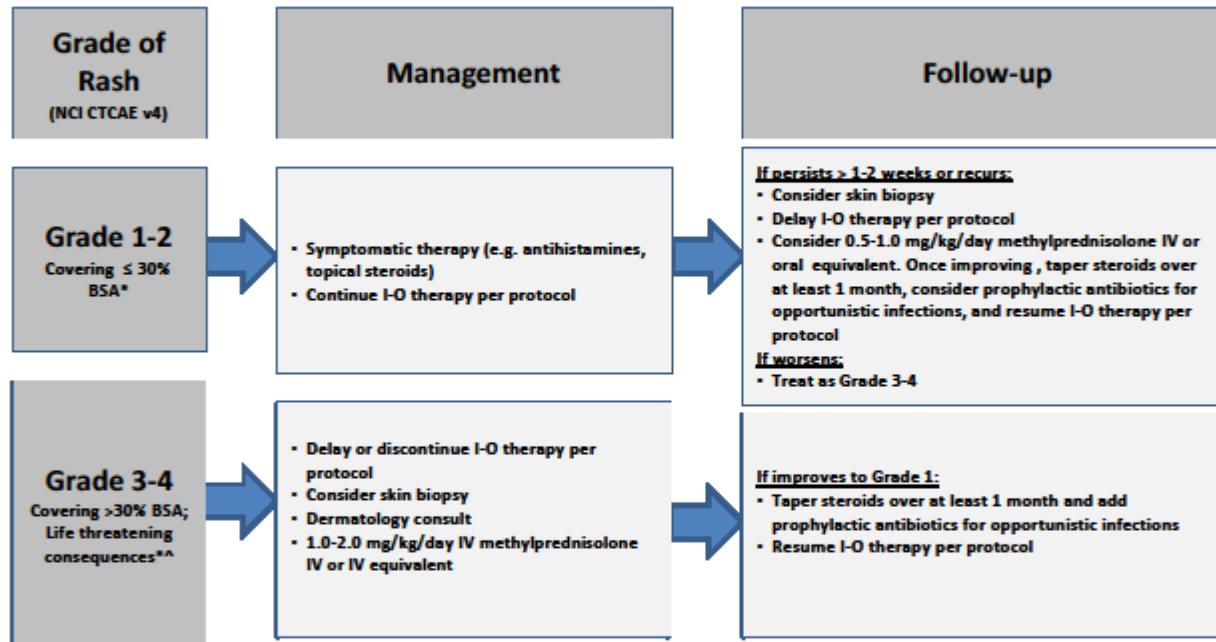 Grade of
Rash
(NCI CTCAE v4)
Management
Follow-up
Grade 1-2
Covering ≤ 30%
BSA*
▪ Symptomatic therapy (e.g. antihistamines,
topical steroids)
▪ Continue I-O therapy per protocol
If persists > 1-2 weeks or recurs:
▪ Consider skin biopsy
▪ Delay I-O therapy per protocol
▪ Consider 0.5-1.0 mg/kg/day methylprednisolone IV or
oral equivalent. Once improving , taper steroids over
at least 1 month, consider prophylactic antibiotics for
opportunistic infections, and resume I-O therapy per
protocol
If worsens:
▪ Treat as Grade 3-4
Grade 3-4
Covering >30% BSA;
Life threatening
consequences*^
▪ Delay or discontinue I-O therapy per
protocol
▪ Consider skin biopsy
▪ Dermatology consult
▪ 1.0-2.0 mg/kg/day IV methylprednisolone
IV or IV equivalent
If improves to Grade 1:
▪ Taper steroids over at least 1 month and add
prophylactic antibiotics for opportunistic infections
▪ Resume I-O therapy per protocol